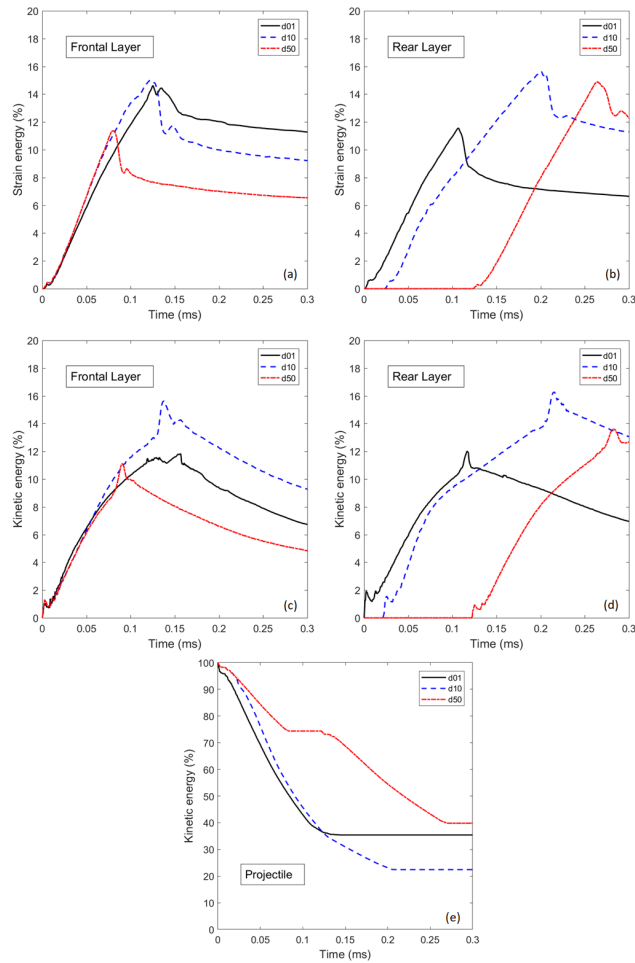 20
18
16
14
12
10
8
6
4
2
0
Strain energy (%)
Frontal Layer
d01
d10
d50
(a)
0 0.05 0.1 0.15 0.2 0.25 0.3
Time (ms)
20
18
16
14
12
10
8
6
4
2
0
Strain energy (%)
Rear Layer
d01
d10
d50
(b)
0 0.05 0.1 0.15 0.2 0.25 0.3
Time (ms)
20
18
16
14
12
10
8
6
4
2
0
Kinetic energy (%)
Frontal Layer
d01
d10
d50
(c)
0 0.05 0.1 0.15 0.2 0.25 0.3
Time (ms)
20
18
16
14
12
10
8
6
4
2
0
Kinetic energy (%)
Rear Layer
d01
d10
d50
(d)
0 0.05 0.1 0.15 0.2 0.25 0.3
Time (ms)
100
90
80
70
60
50
40
30
20
10
0
Kinetic energy (%)
d01
d10
d50
Projectile
(e)
0 0.05 0.1 0.15 0.2 0.25 0.3
Time (ms)